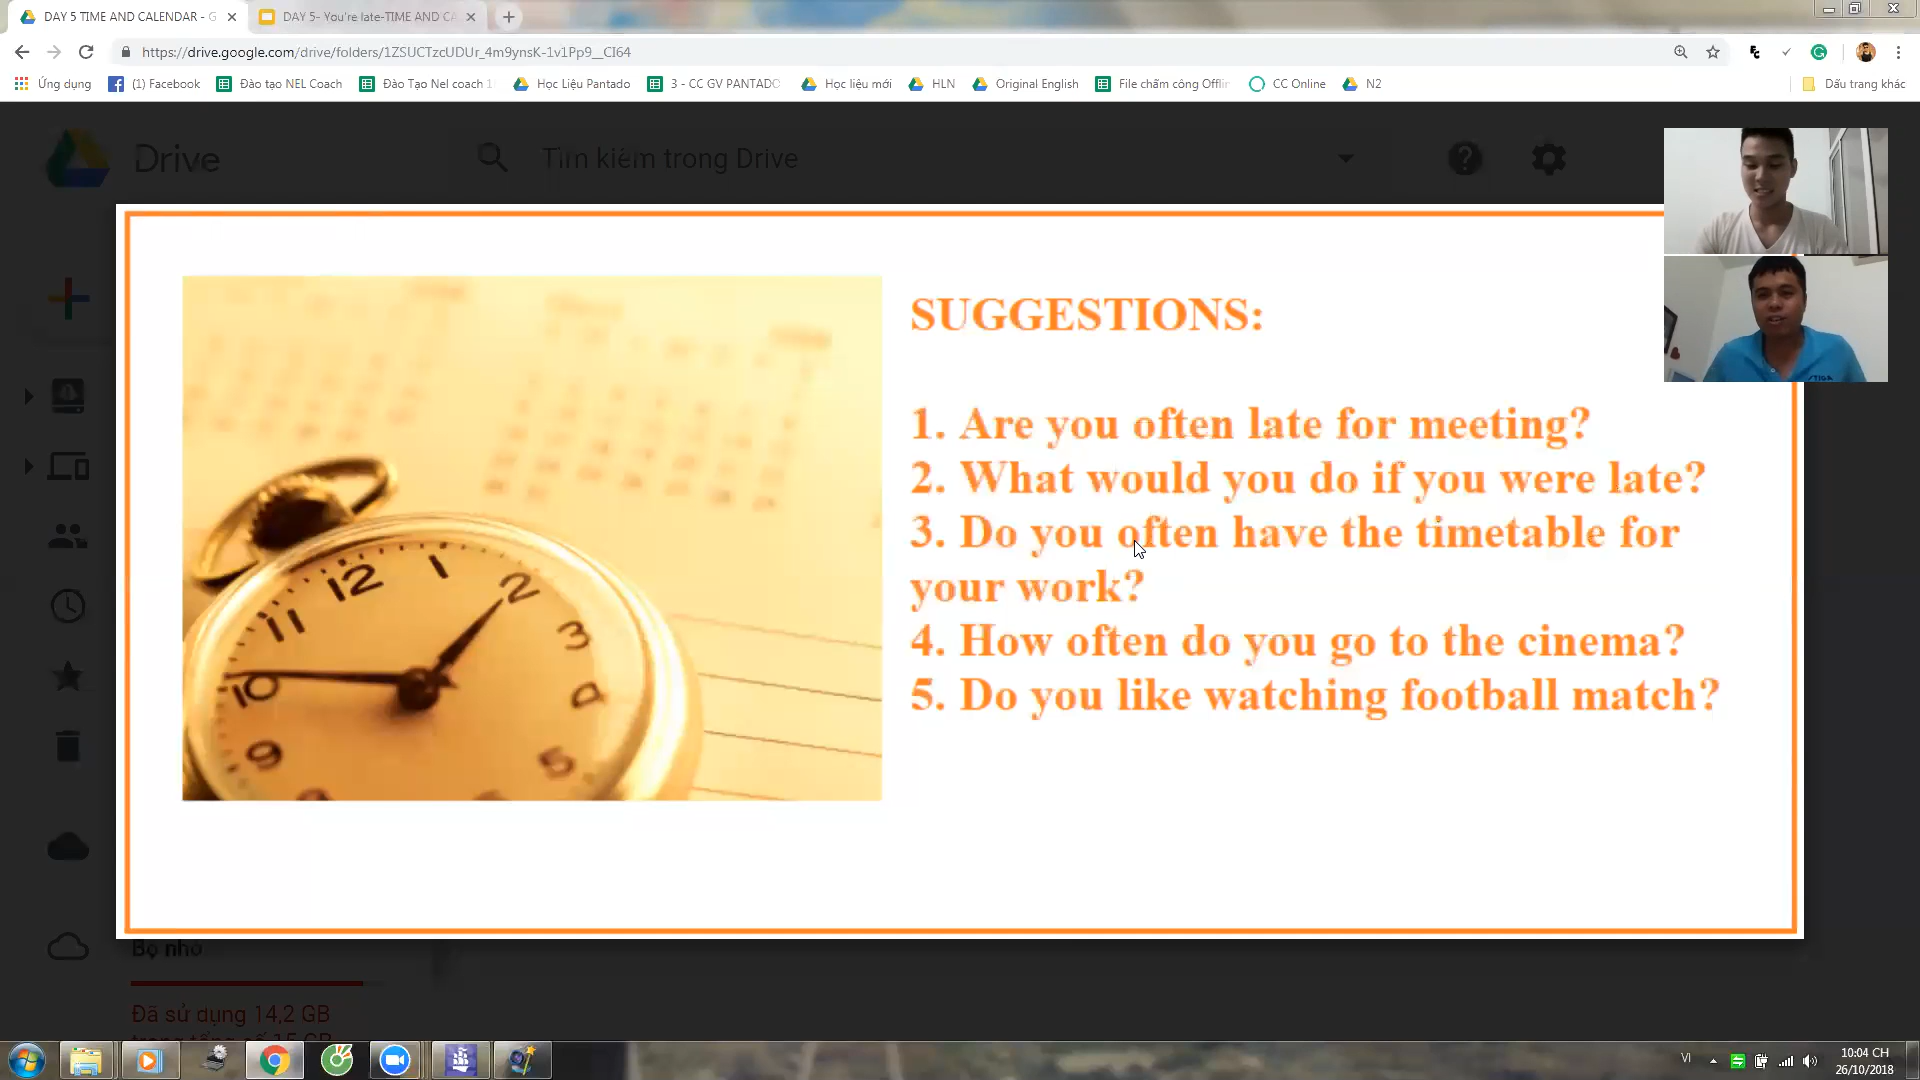 DAY 5 TIME AND CALENDAR - G
DAY 5- You're late-TIME AND CA
https://drive.google.com/drive/folders/1ZSUCTzcUDUr_4m9ynsK-1v1Pp9__CI64
Ứng dụng
(1) Facebook
Đào tạo NEL Coach
Đào Tạo Nel coach 1
Học Liệu Pantado
3 - CC GV PANTADO
Học liệu mới
HLN
Original English
File chấm công Offlin
CC Online
N2
Dấu trang khác
Drive
Tìm kiếm trong Drive
SUGGESTIONS:
1. Are you often late for meeting?
2. What would you do if you were late?
3. Do you often have the timetable for
your work?
4. How often do you go to the cinema?
5. Do you like watching football match?
12
1
2
11
3
10
4
9
5
Bộ nhớ
Đã sử dụng 14,2 GB
trong tổng số 15 GB
VI
10:04 CH
26/10/2018